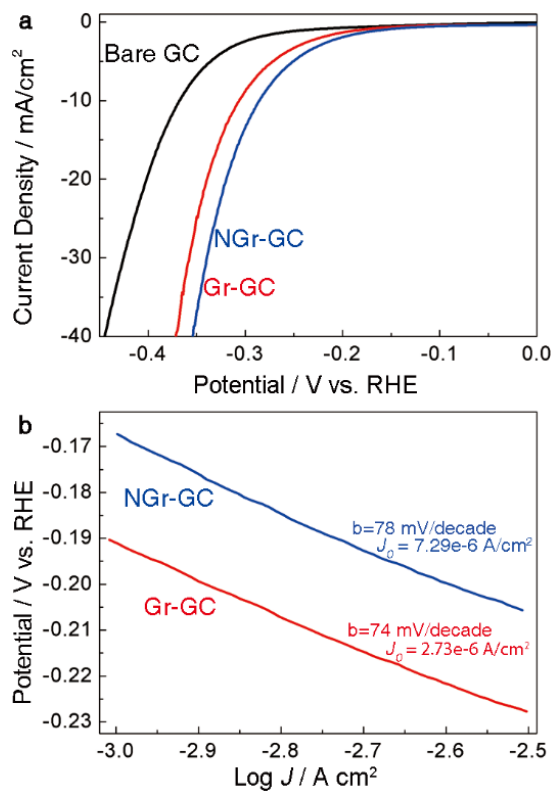 a
0
Bare GC
-10
-20
-30
-40
NGr-GC
Gr-GC
Current Density / mA/cm²
-0.4
-0.3
-0.2
-0.1
0.0
Potential / V vs. RHE
b
-0.17
-0.18
-0.19
-0.20
-0.21
-0.22
-0.23
Potential / V vs. RHE
NGr-GC
b=78 mV/decade
J₀ = 7.29e-6 A/cm²
Gr-GC
b=74 mV/decade
J₀ = 2.73e-6 A/cm²
-3.0
-2.9
-2.8
-2.7
-2.6
-2.5
Log J / A cm²